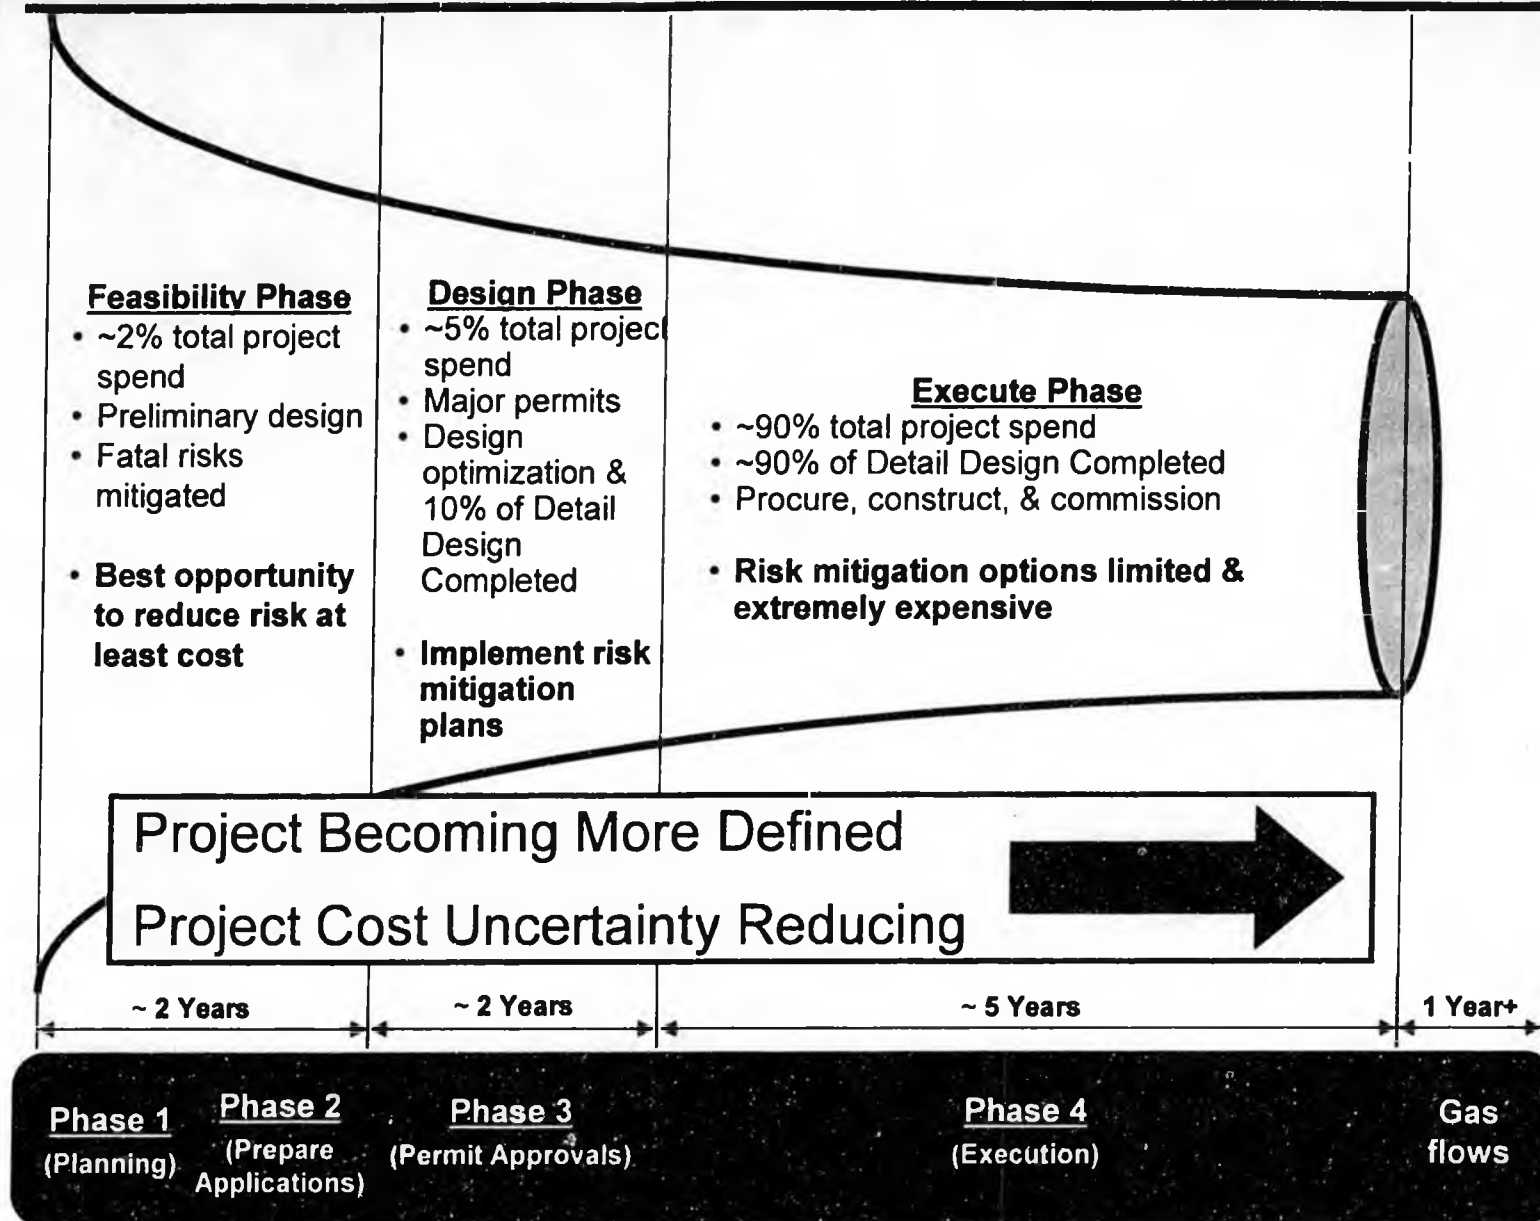 Feasibility Phase
• ~2% total project
spend
• Preliminary design
• Fatal risks
mitigated
• Best opportunity
to reduce risk at
least cost
Design Phase
• ~5% total project
spend
• Major permits
• Design
optimization &
10% of Detail
Design
Completed
• Implement risk
mitigation
plans
Execute Phase
• ~90% total project spend
• ~90% of Detail Design Completed
• Procure, construct, & commission
• Risk mitigation options limited &
extremely expensive
Project Becoming More Defined
Project Cost Uncertainty Reducing
~ 2 Years
~ 2 Years
~ 5 Years
1 Year+
Phase 1
(Planning)
Phase 2
(Prepare
Applications)
Phase 3
(Permit Approvals)
Phase 4
(Execution)
Gas
flows